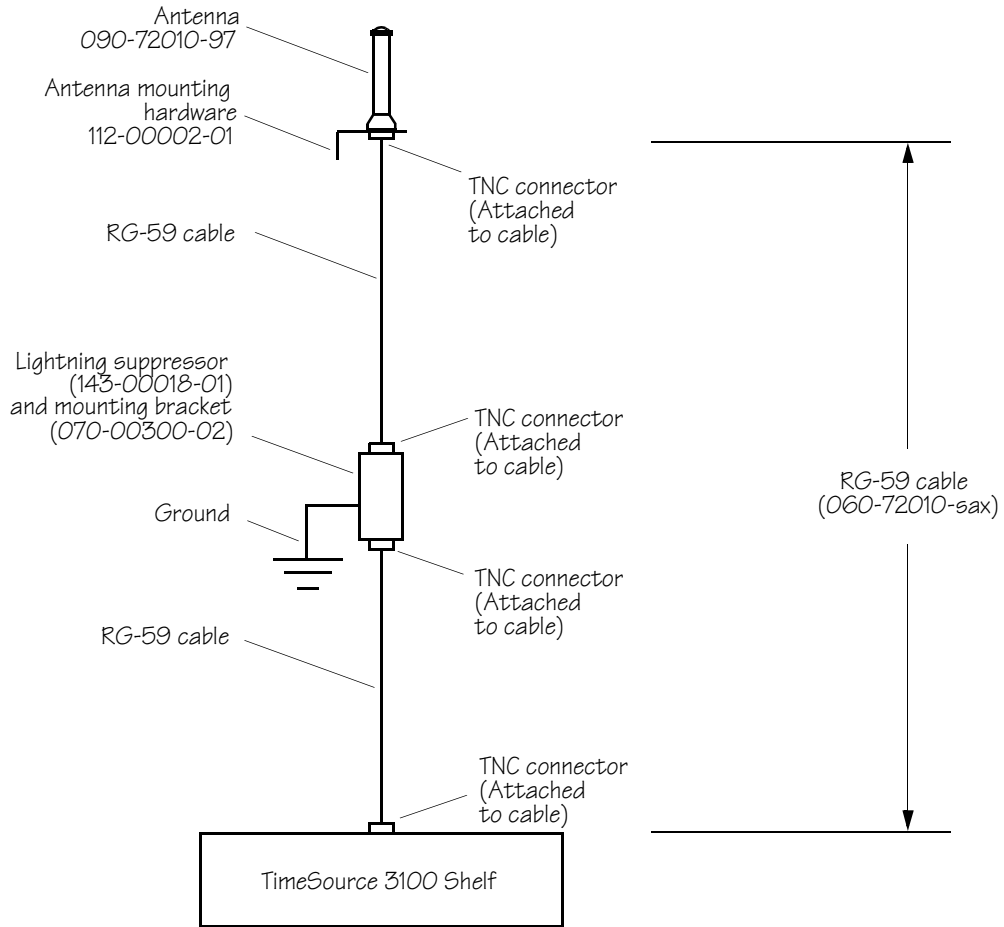 Antenna
090-72010-97
Antenna mounting
hardware
112-00002-01
TNC connector
(Attached
to cable)
RG-59 cable
Lightning suppressor
(143-00018-01)
and mounting bracket
(070-00300-02)
TNC connector
(Attached
to cable)
RG-59 cable
(060-72010-sax)
Ground
TNC connector
(Attached
to cable)
RG-59 cable
TNC connector
(Attached
to cable)
TimeSource 3100 Shelf